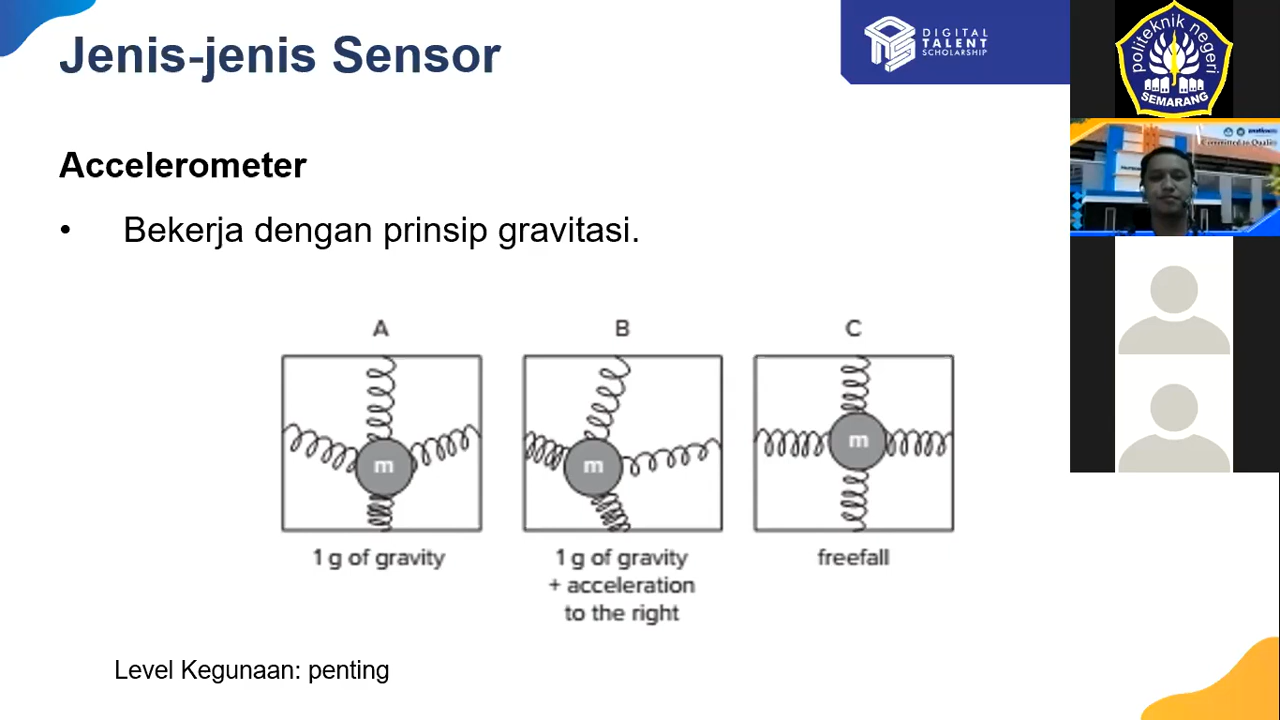 Jenis-jenis Sensor
DIGITAL
TALENT
SCHOLARSHIP
politeknik negeri
SEMARANG
Accelerometer
• Bekerja dengan prinsip gravitasi.
A
B
C
m
m
m
1 g of gravity
1 g of gravity
+ acceleration
to the right
freefall
Level Kegunaan: penting